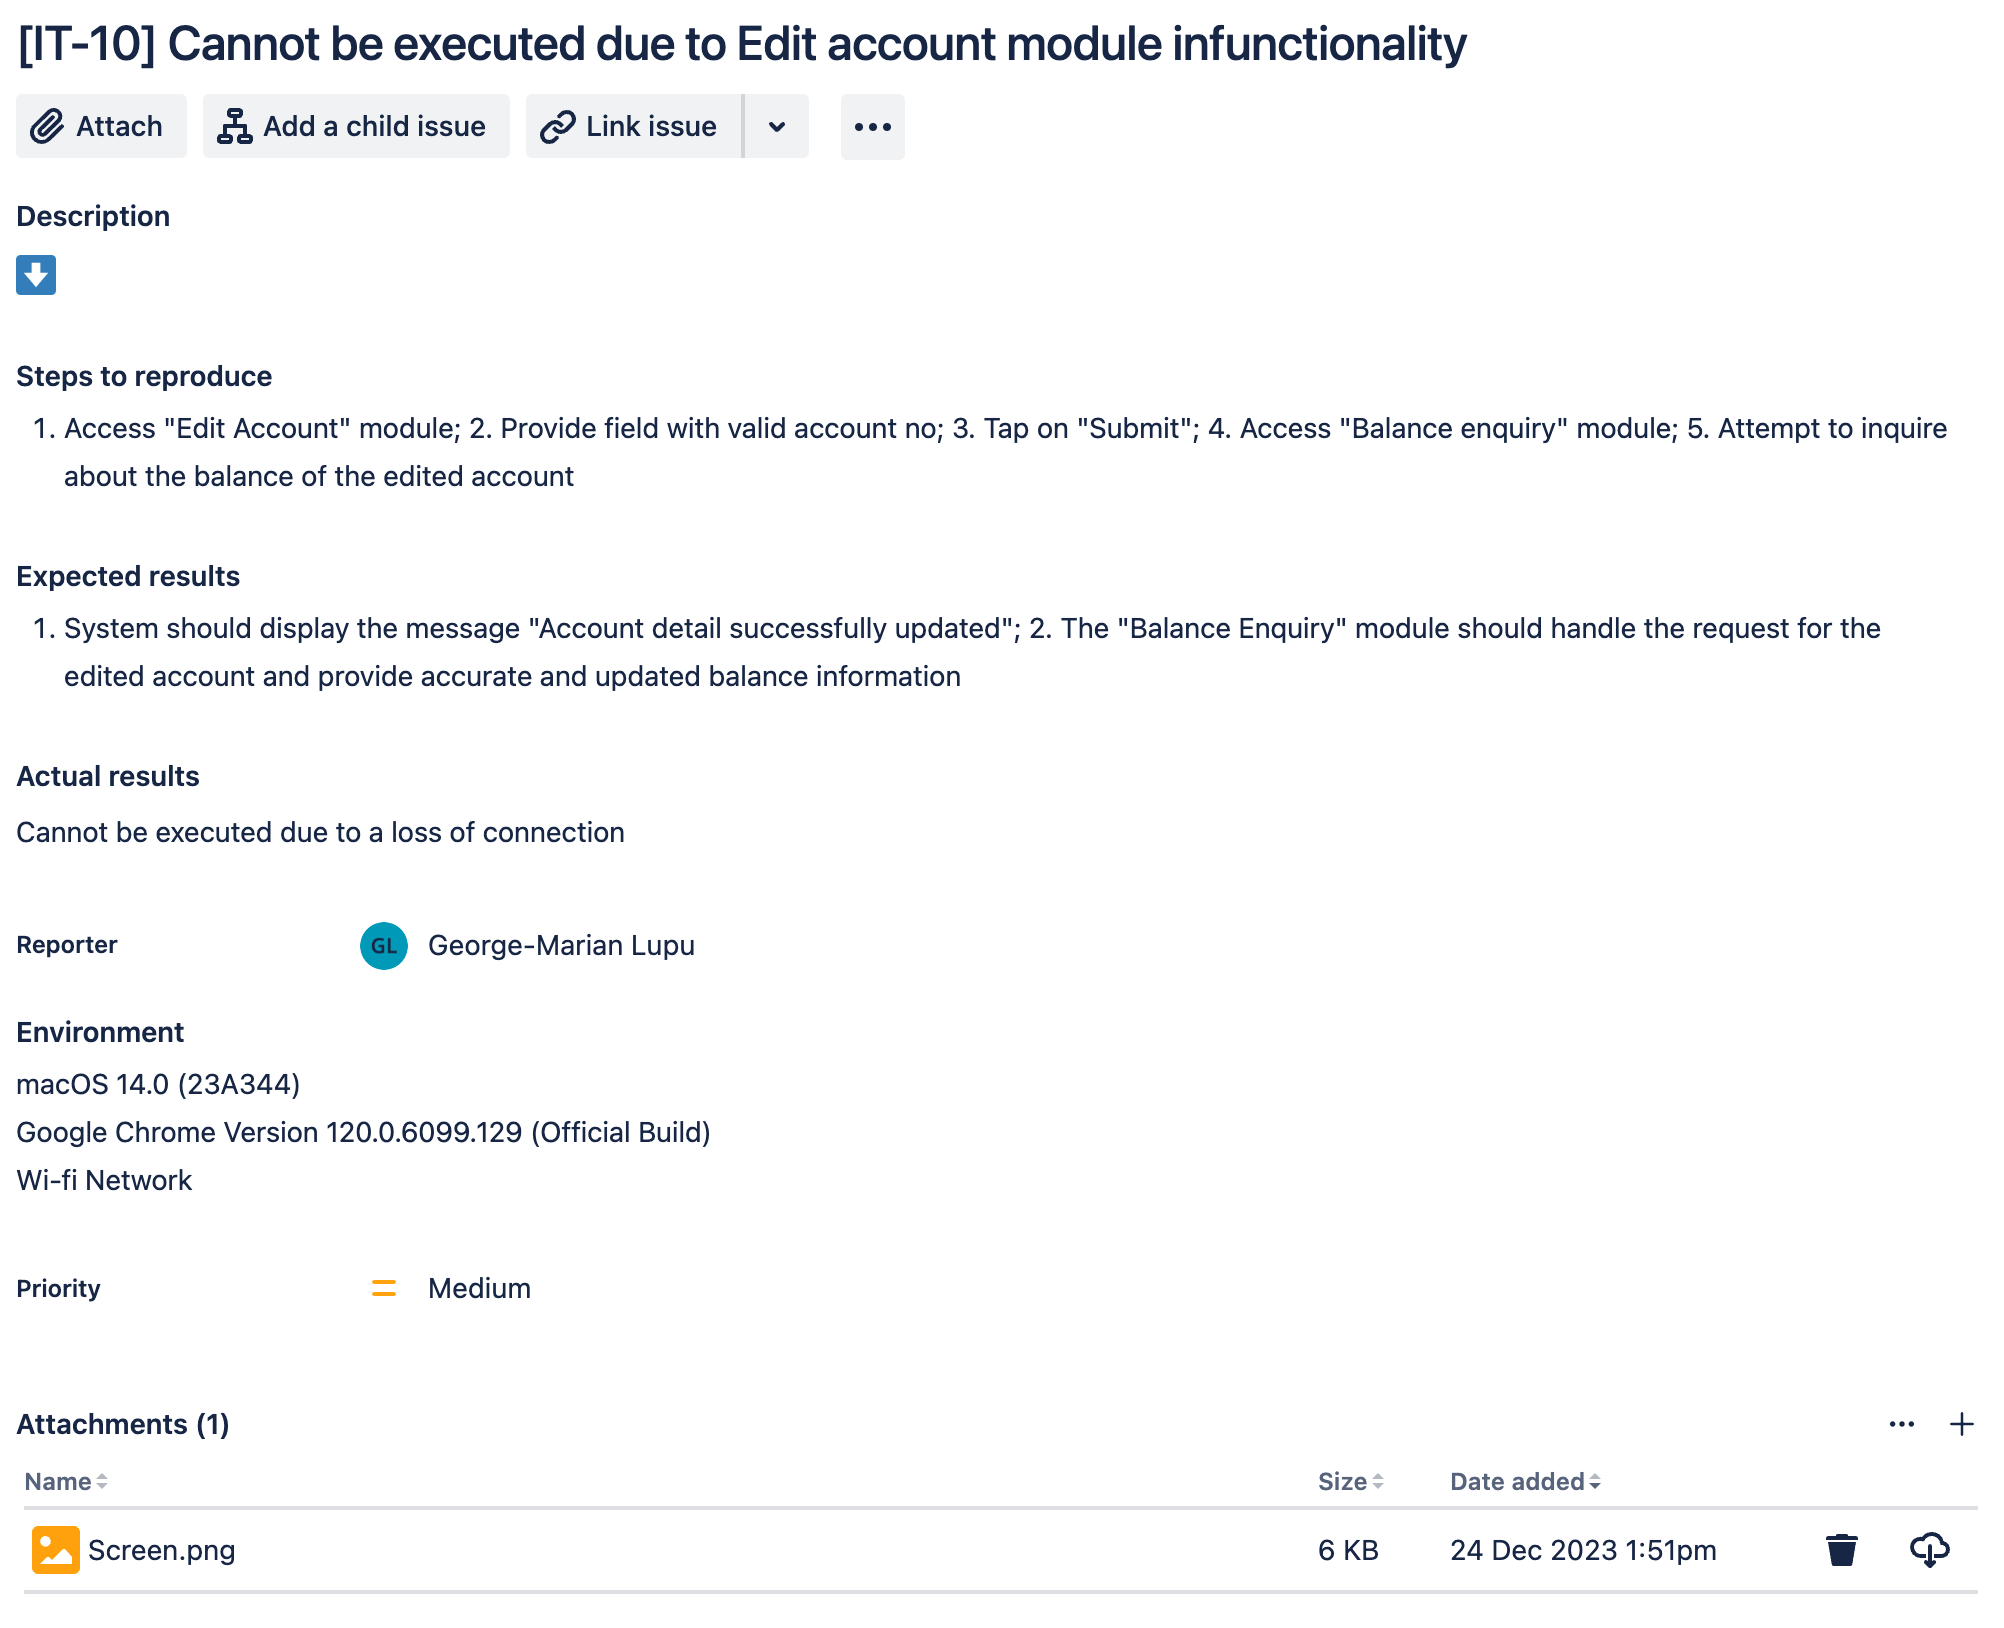 [IT-10] Cannot be executed due to Edit account module infunctionality
Attach
Add a child issue
Link issue
Description
Steps to reproduce
1. Access "Edit Account" module; 2. Provide field with valid account no; 3. Tap on "Submit"; 4. Access "Balance enquiry" module; 5. Attempt to inquire
about the balance of the edited account
Expected results
1. System should display the message "Account detail successfully updated"; 2. The "Balance Enquiry" module should handle the request for the
edited account and provide accurate and updated balance information
Actual results
Cannot be executed due to a loss of connection
Reporter GL George-Marian Lupu
Environment
macOS 14.0 (23A344)
Google Chrome Version 120.0.6099.129 (Official Build)
Wi-fi Network
Priority Medium
Attachments (1)
Name Size Date added
Screen.png 6 KB 24 Dec 2023 1:51pm